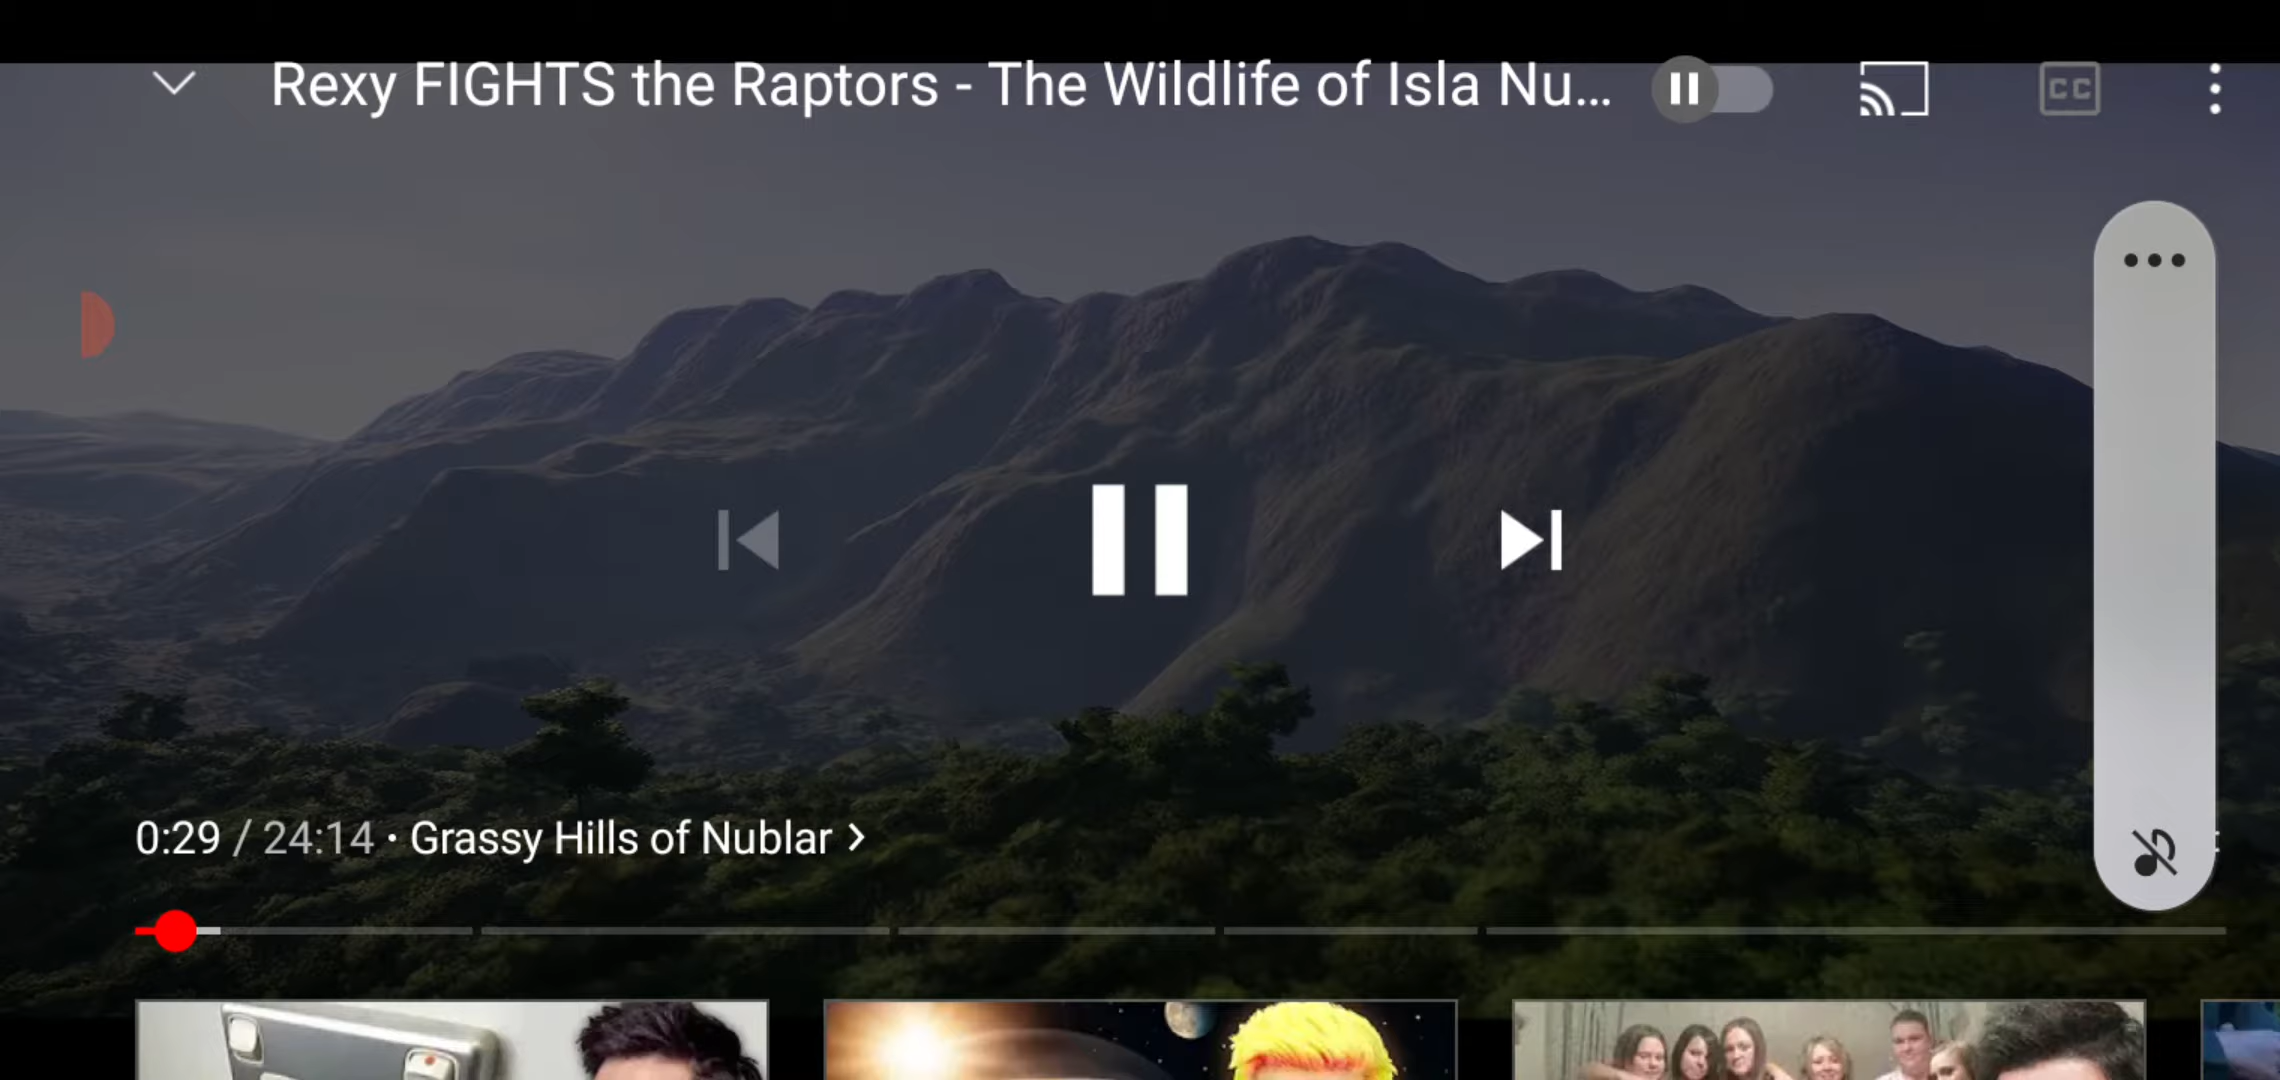 Rexy FIGHTS the Raptors - The Wildlife of Isla Nu...
CC
0:29 / 24:14 • Grassy Hills of Nublar >